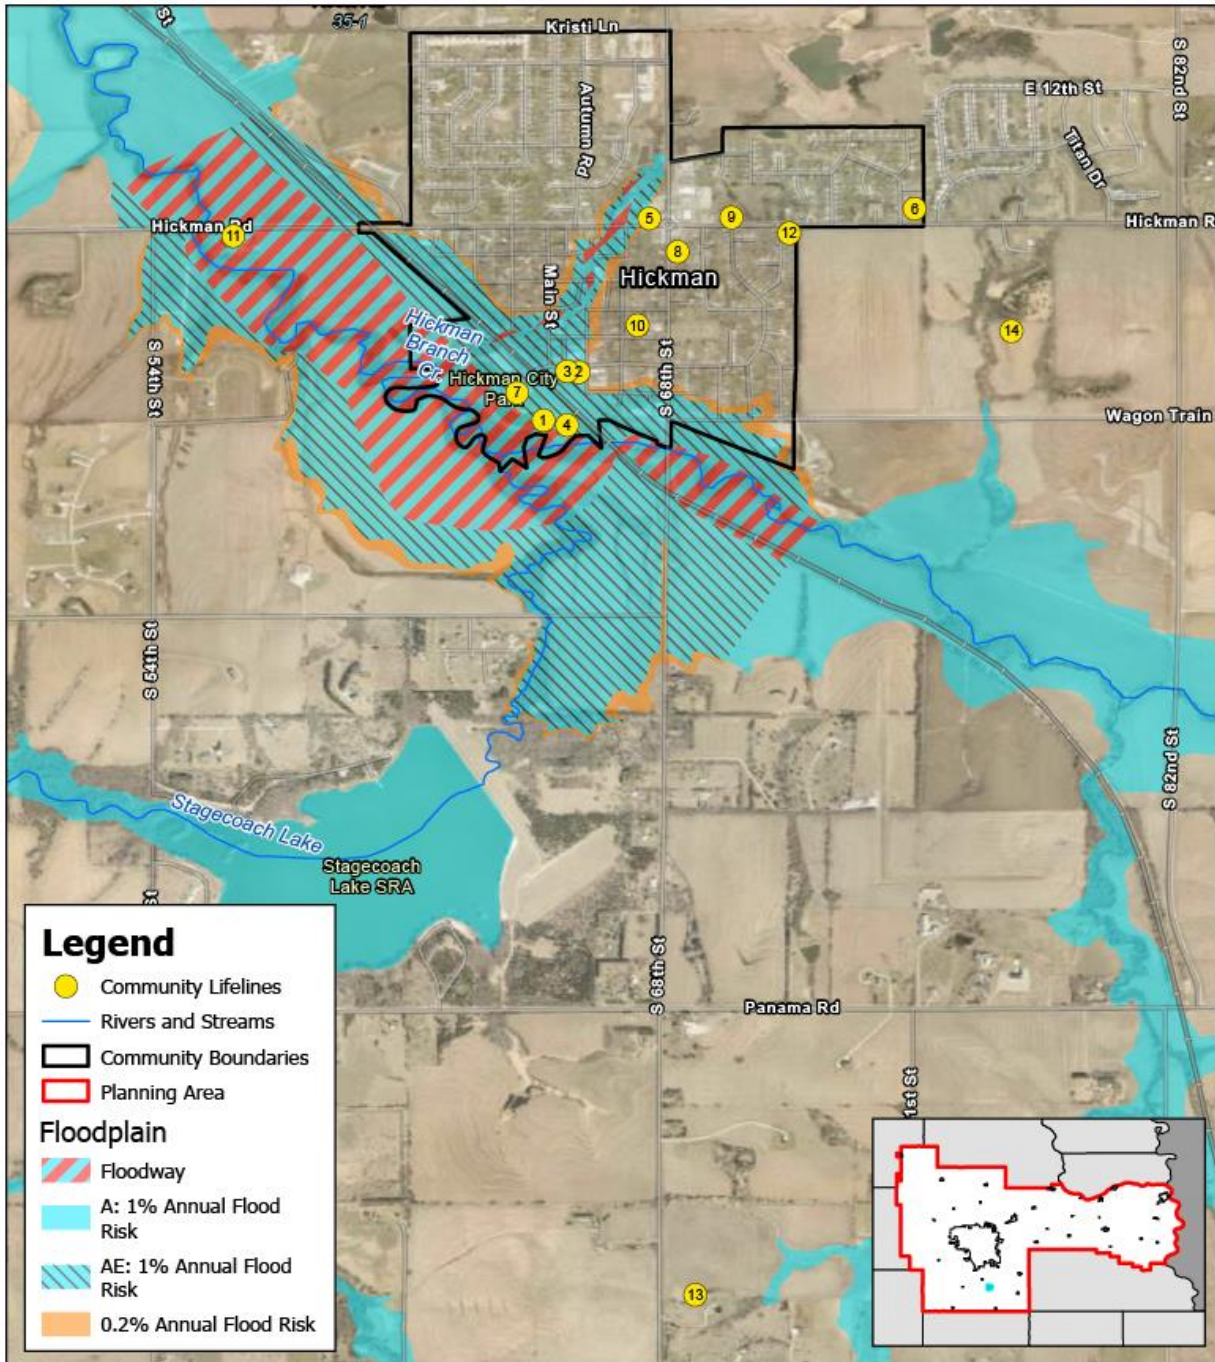 35-1
St
Kristi Ln
S 82nd St
E 12th St
Autumn Rd
Titan Dr
6
5
9
Hickman Rd
11
12
Hickman R
8
Hickman
Main St
10
14
Hickman
Branch
Cr.
S 54th St
3
2
Hickman City
7
S 68th St
1
4
Wagon Train
S 54th St
S 82nd St
Stagecoach Lake
Stagecoach
Lake SRA
St
S 68th St
Panama Rd
1st St
13
Legend
Community Lifelines
Rivers and Streams
Community Boundaries
Planning Area
Floodplain
Floodway
A: 1% Annual Flood
Risk
AE: 1% Annual Flood
Risk
0.2% Annual Flood Risk